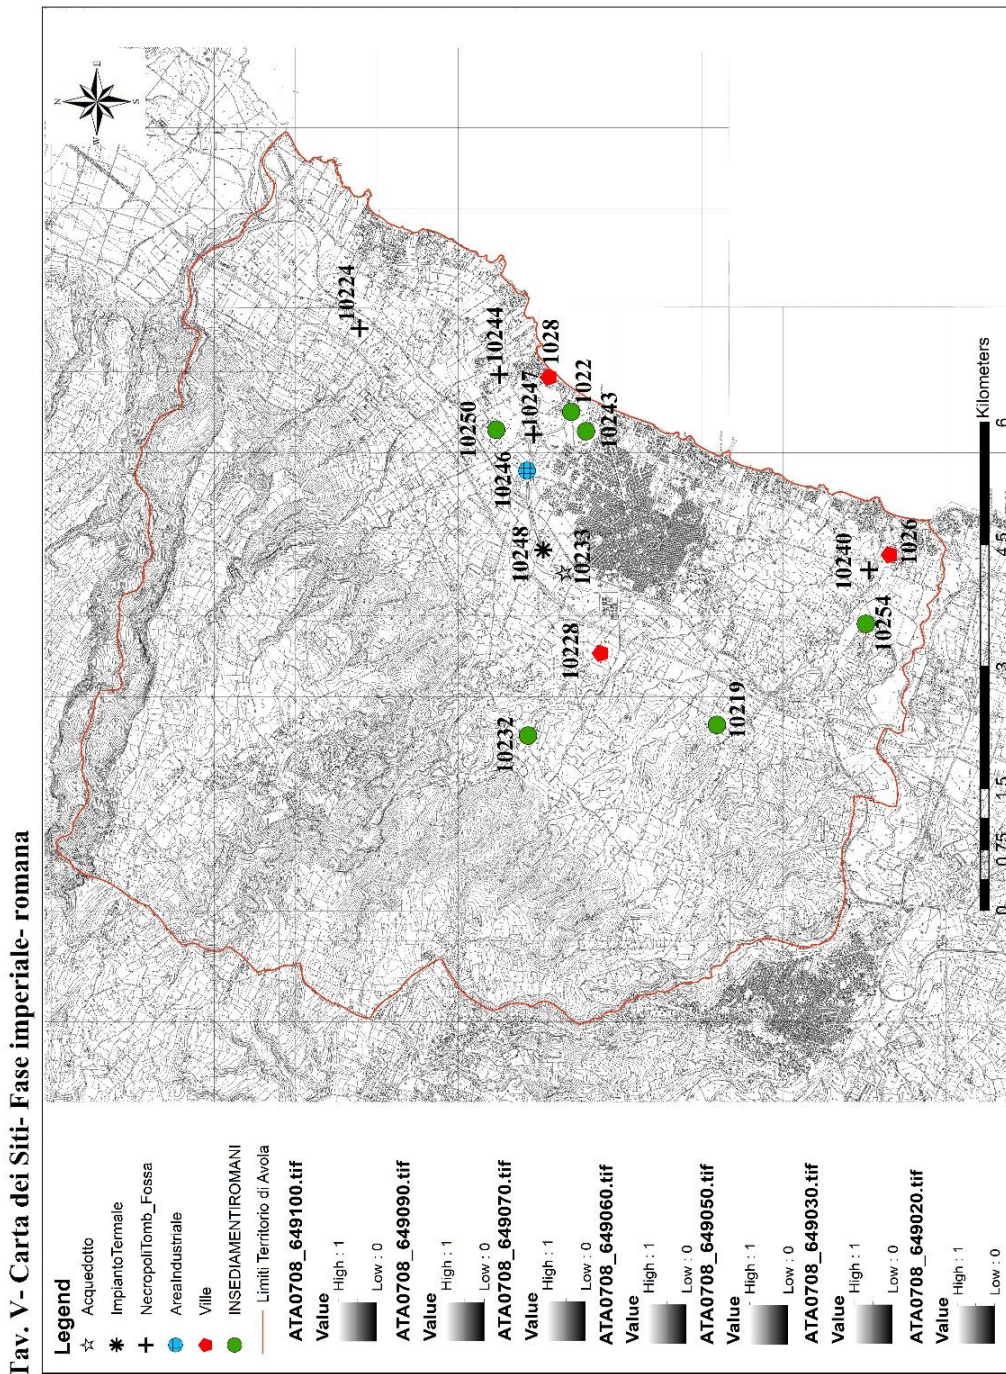 Tav. V- Carta dei Siti- Fase imperiale- romana
Legend
Acquedotto
ImpiantoTermale
NecropoliTomb_Fossa
AreaIndustriale
Ville
INSEDIAMENTIROMANI
Limiti Territorio di Avola
ATA0708_649100.tif
Value
High : 1
Low : 0
ATA0708_649090.tif
Value
High : 1
Low : 0
ATA0708_649070.tif
Value
High : 1
Low : 0
ATA0708_649060.tif
Value
High : 1
Low : 0
ATA0708_649050.tif
Value
High : 1
Low : 0
ATA0708_649030.tif
Value
High : 1
Low : 0
ATA0708_649020.tif
Value
High : 1
Low : 0
N
E
S
W
10224
10244
1028
10247
1022
10250
10243
10246
10248
10233
10228
10232
10219
10240
1026
10254
0 0,75 1,5 3 4,5 6
Kilometers